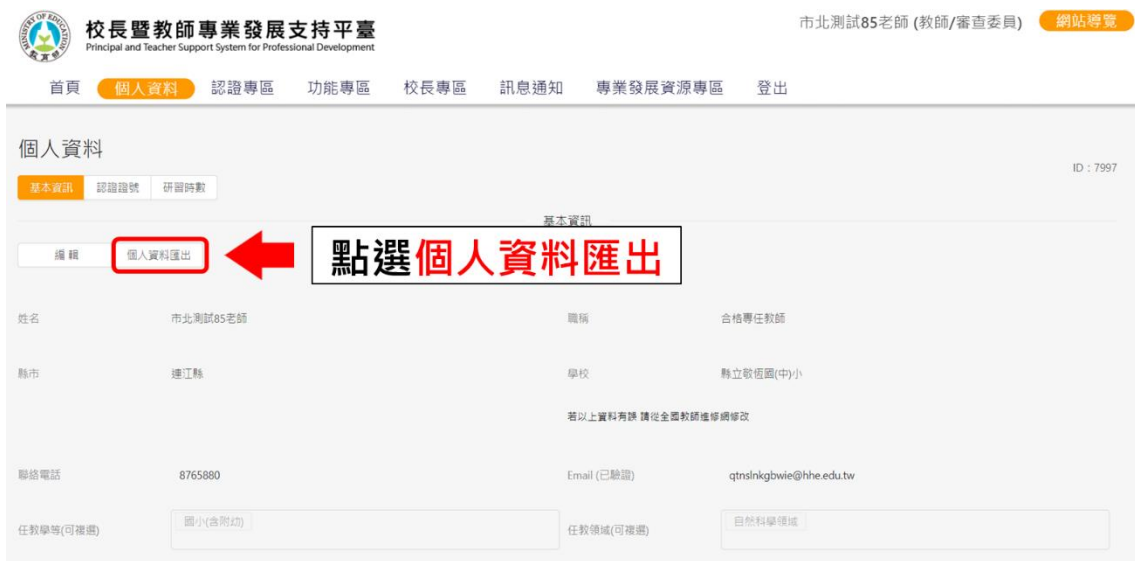 MINISTRY OF EDUCATION
教育部
校長暨教師專業發展支持平臺
Principal and Teacher Support System for Professional Development
市北測試85老師 (教師/審查委員)
網站導覽
首頁 個人資料 認證專區 功能專區 校長專區 訊息通知 專業發展資源專區 登出
個人資料
ID：7997
基本資訊 認證證號 研習時數
基本資訊
編輯 個人資料匯出
點選個人資料匯出
姓名 市北測試85老師 職稱 合格專任教師
縣市 連江縣 學校 縣立敬恆國(中)小
若以上資料有誤 請從全國教師進修網修改
聯絡電話 8765880 Email (已驗證) qtnslnkgbwie@hhe.edu.tw
任教學等(可複選) 國小(含附幼) 任教領域(可複選) 自然科學領域